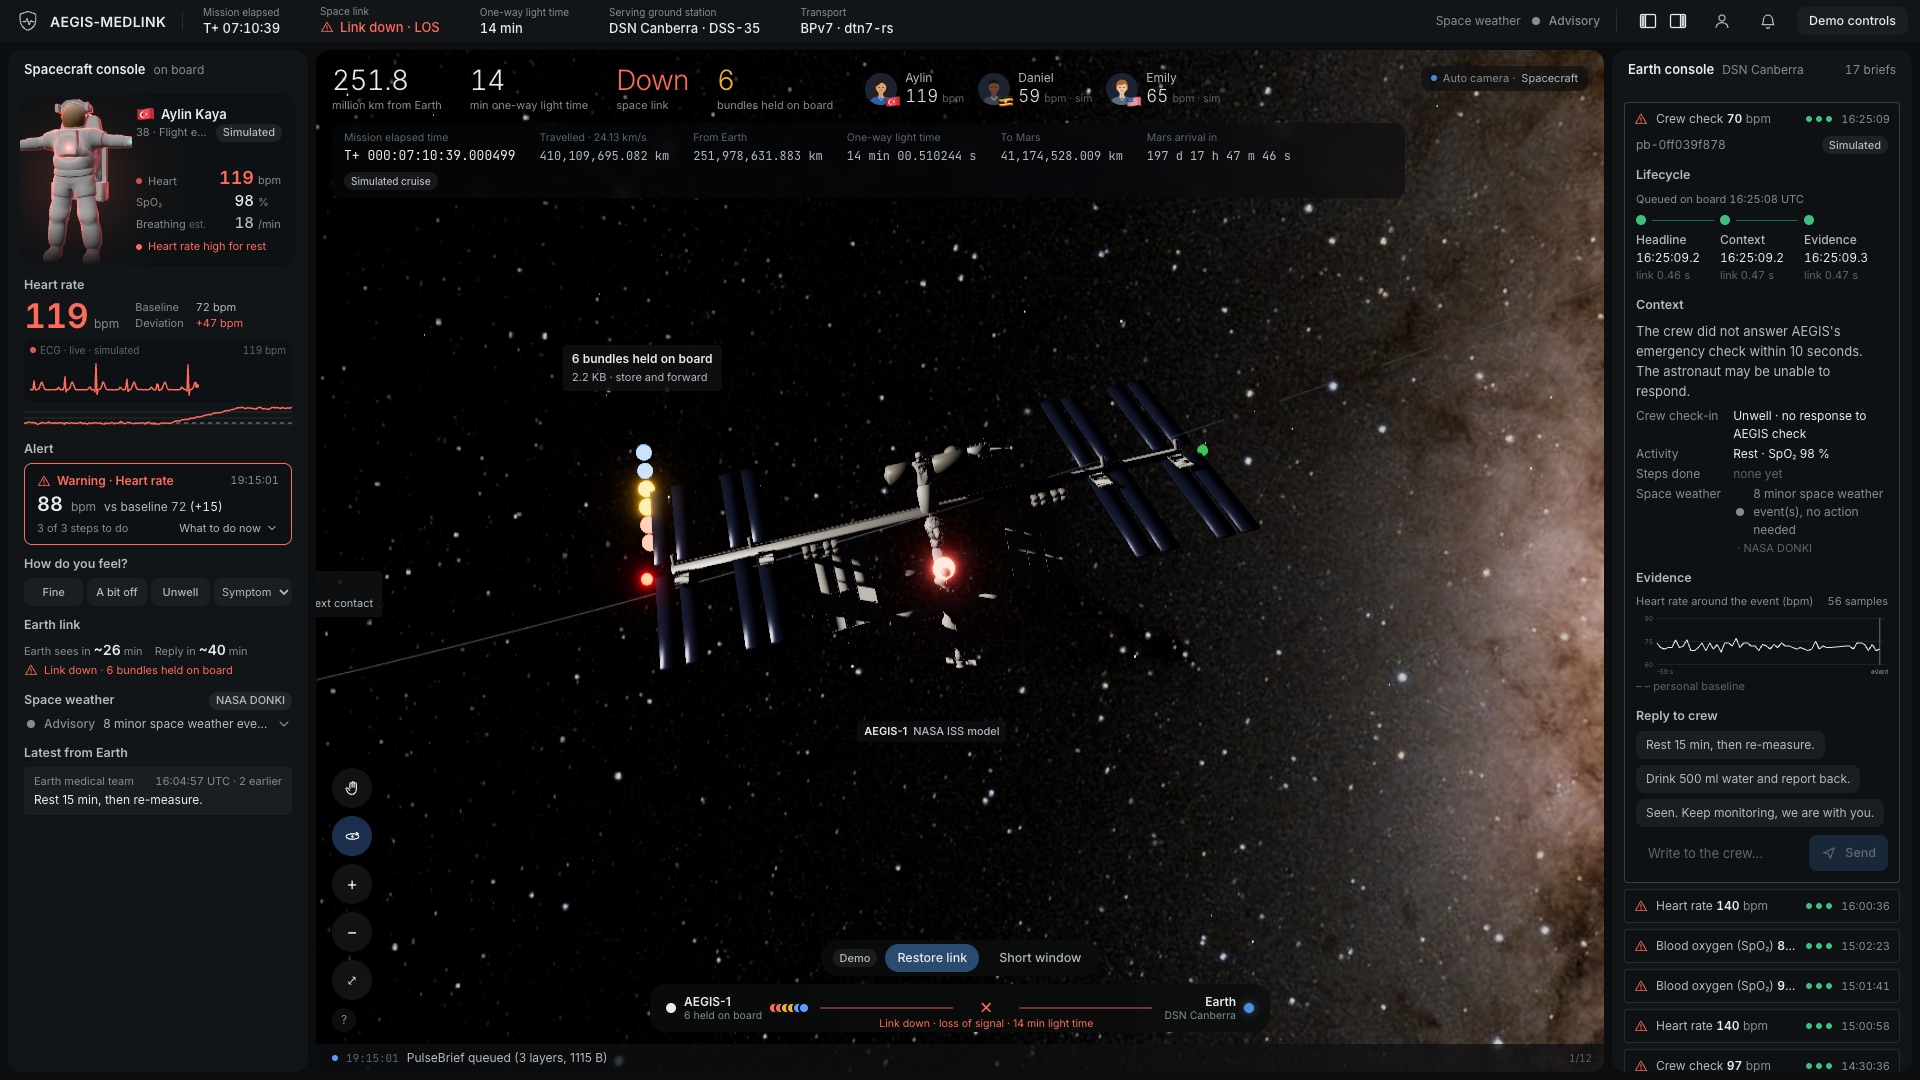 AEGIS-MEDLINK
Mission elapsed
T+ 07:10:39
Space link
Link down · LOS
One-way light time
14 min
Serving ground station
DSN Canberra · DSS-35
Transport
BPv7 · dtn7-rs
Space weather
Advisory
Demo controls
Spacecraft console on board
Aylin Kaya
38 · Flight e... Simulated
Heart 119 bpm
SpO₂ 98 %
Breathing est. 18 /min
Heart rate high for rest
Heart rate
119 bpm
Baseline 72 bpm
Deviation +47 bpm
ECG · live · simulated 119 bpm
Alert
Warning · Heart rate 19:15:01
88 bpm vs baseline 72 (+15)
3 of 3 steps to do What to do now
How do you feel?
Fine A bit off Unwell Symptom
Earth link
Earth sees in ~26 min Reply in ~40 min
Link down · 6 bundles held on board
Space weather NASA DONKI
Advisory 8 minor space weather eve...
Latest from Earth
Earth medical team 16:04:57 UTC · 2 earlier
Rest 15 min, then re-measure.
251.8
million km from Earth
14
min one-way light time
Down
space link
6
bundles held on board
Aylin
119 bpm
Daniel
59 bpm · sim
Emily
65 bpm · sim
Auto camera · Spacecraft
Mission elapsed time
T+ 000:07:10:39.000499
Travelled · 24.13 km/s
410,109,695.082 km
From Earth
251,978,631.883 km
One-way light time
14 min 00.510244 s
To Mars
41,174,528.009 km
Mars arrival in
197 d 17 h 47 m 46 s
Simulated cruise
6 bundles held on board
2.2 KB · store and forward
ext contact
AEGIS-1 NASA ISS model
+
−
?
Demo Restore link Short window
AEGIS-1
6 held on board
Link down · loss of signal · 14 min light time
Earth
DSN Canberra
19:15:01 PulseBrief queued (3 layers, 1115 B) 1/12
Earth console DSN Canberra 17 briefs
Crew check 70 bpm 16:25:09
pb-0ff039f878 Simulated
Lifecycle
Queued on board 16:25:08 UTC
Headline Context Evidence
16:25:09.2 16:25:09.2 16:25:09.3
link 0.46 s link 0.47 s link 0.47 s
Context
The crew did not answer AEGIS's
emergency check within 10 seconds.
The astronaut may be unable to
respond.
Crew check-in Unwell · no response to
AEGIS check
Activity Rest · SpO₂ 98 %
Steps done none yet
Space weather 8 minor space weather
event(s), no action
needed
· NASA DONKI
Evidence
Heart rate around the event (bpm) 56 samples
90
75
60
-59 s event
personal baseline
Reply to crew
Rest 15 min, then re-measure.
Drink 500 ml water and report back.
Seen. Keep monitoring, we are with you.
Write to the crew... Send
Heart rate 140 bpm 16:00:36
Blood oxygen (SpO₂) 8... 15:02:23
Blood oxygen (SpO₂) 9... 15:01:41
Heart rate 140 bpm 15:00:58
Crew check 97 bpm 14:30:36